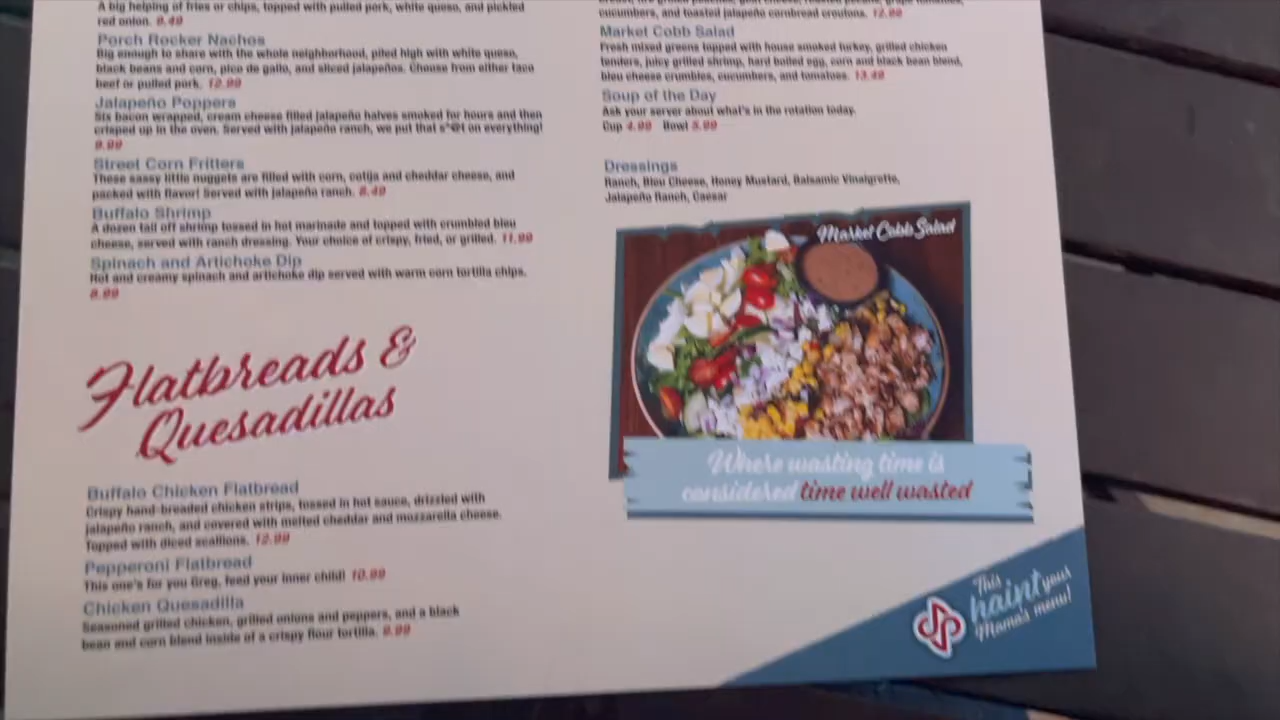 A big helping of fries or chips, topped with pulled pork, white queso, and pickled
red onion. 9.49
Porch Rocker Nachos
Big enough to share with the whole neighborhood, piled high with white queso,
black beans and corn, pico de gallo, and sliced jalapeños. Choose from either taco
beef or pulled pork. 12.99
Jalapeño Poppers
Six bacon wrapped, cream cheese filled jalapeño halves smoked for hours and then
crisped up in the oven. Served with jalapeño ranch, we put that s*@t on everything!
9.99
Street Corn Fritters
These sassy little nuggets are filled with corn, cotija and cheddar cheese, and
packed with flavor! Served with jalapeño ranch. 8.49
Buffalo Shrimp
A dozen tail off shrimp tossed in hot marinade and topped with crumbled bleu
cheese, served with ranch dressing. Your choice of crispy, fried, or grilled. 11.99
Spinach and Artichoke Dip
Hot and creamy spinach and artichoke dip served with warm corn tortilla chips.
8.99
Flatbreads &
Quesadillas
Buffalo Chicken Flatbread
Crispy hand-breaded chicken strips, tossed in hot sauce, drizzled with
jalapeño ranch, and covered with melted cheddar and mozzarella cheese.
Topped with diced scallions. 12.99
Pepperoni Flatbread
This one's for you Greg, feed your inner child! 10.99
Chicken Quesadilla
Seasoned grilled chicken, grilled onions and peppers, and a black
bean and corn blend inside of a crispy flour tortilla. 9.99
cucumbers, and toasted jalapeño cornbread croutons. 12.99
Market Cobb Salad
Fresh mixed greens topped with house smoked turkey, grilled chicken
tenders, juicy grilled shrimp, hard boiled egg, corn and black bean blend,
bleu cheese crumbles, cucumbers, and tomatoes. 13.49
Soup of the Day
Ask your server about what's in the rotation today.
Cup 4.99 Bowl 5.99
Dressings
Ranch, Bleu Cheese, Honey Mustard, Balsamic Vinaigrette,
Jalapeño Ranch, Caesar
Market Cobb Salad
Where wasting time is
considered time well wasted
This
haint your
Mama's menu!